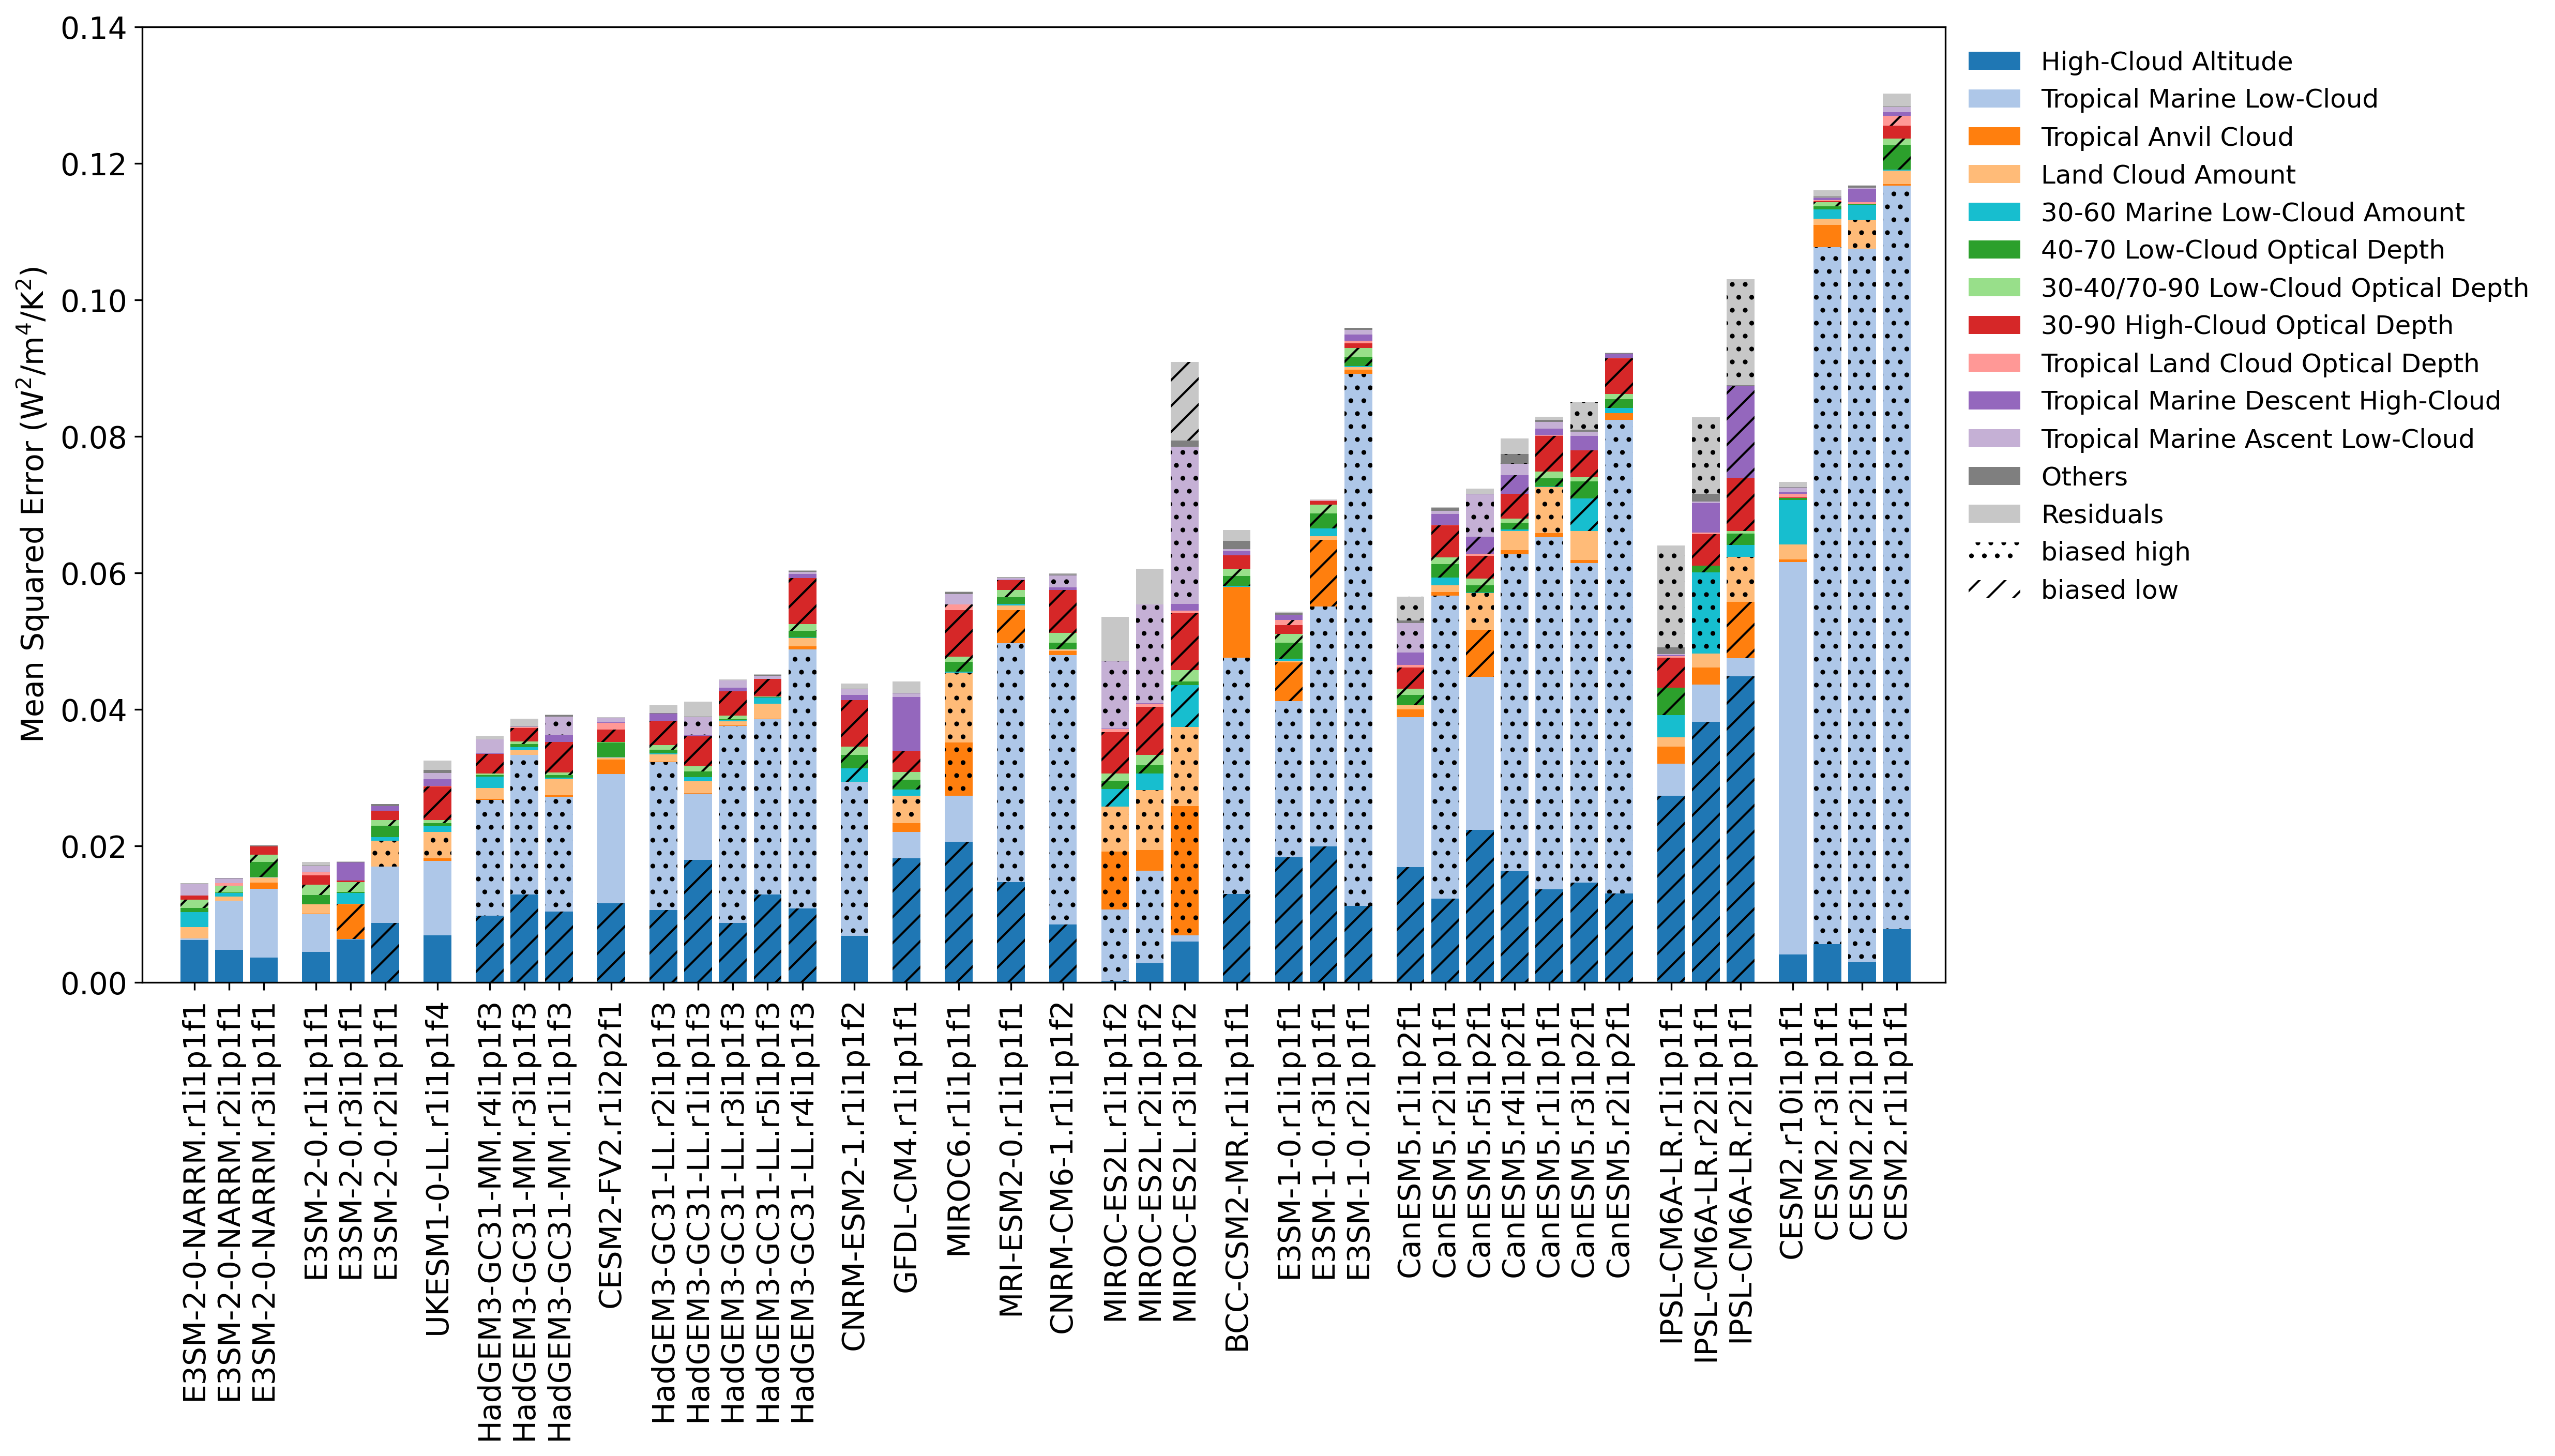 Mean Squared Error (W²/m⁴/K²)
0.14
0.12
0.10
0.08
0.06
0.04
0.02
0.00
E3SM-2-0-NARRM.r1i1p1f1
E3SM-2-0-NARRM.r2i1p1f1
E3SM-2-0-NARRM.r3i1p1f1
E3SM-2-0.r1i1p1f1
E3SM-2-0.r3i1p1f1
E3SM-2-0.r2i1p1f1
UKESM1-0-LL.r1i1p1f4
HadGEM3-GC31-MM.r4i1p1f3
HadGEM3-GC31-MM.r3i1p1f3
HadGEM3-GC31-MM.r1i1p1f3
CESM2-FV2.r1i2p2f1
HadGEM3-GC31-LL.r2i1p1f3
HadGEM3-GC31-LL.r1i1p1f3
HadGEM3-GC31-LL.r3i1p1f3
HadGEM3-GC31-LL.r5i1p1f3
HadGEM3-GC31-LL.r4i1p1f3
CNRM-ESM2-1.r1i1p1f2
GFDL-CM4.r1i1p1f1
MIROC6.r1i1p1f1
MRI-ESM2-0.r1i1p1f1
CNRM-CM6-1.r1i1p1f2
MIROC-ES2L.r1i1p1f2
MIROC-ES2L.r2i1p1f2
MIROC-ES2L.r3i1p1f2
BCC-CSM2-MR.r1i1p1f1
E3SM-1-0.r1i1p1f1
E3SM-1-0.r3i1p1f1
E3SM-1-0.r2i1p1f1
CanESM5.r1i1p2f1
CanESM5.r2i1p1f1
CanESM5.r5i1p2f1
CanESM5.r4i1p2f1
CanESM5.r1i1p1f1
CanESM5.r3i1p2f1
CanESM5.r2i1p2f1
IPSL-CM6A-LR.r1i1p1f1
IPSL-CM6A-LR.r22i1p1f1
IPSL-CM6A-LR.r2i1p1f1
CESM2.r10i1p1f1
CESM2.r3i1p1f1
CESM2.r2i1p1f1
CESM2.r1i1p1f1
High-Cloud Altitude
Tropical Marine Low-Cloud
Tropical Anvil Cloud
Land Cloud Amount
30-60 Marine Low-Cloud Amount
40-70 Low-Cloud Optical Depth
30-40/70-90 Low-Cloud Optical Depth
30-90 High-Cloud Optical Depth
Tropical Land Cloud Optical Depth
Tropical Marine Descent High-Cloud
Tropical Marine Ascent Low-Cloud
Others
Residuals
biased high
biased low